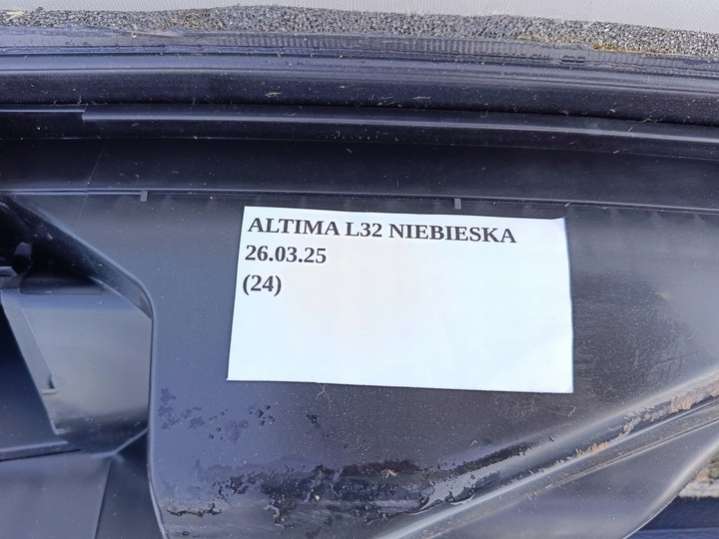 ALTIMA L32 NIEBIESKA
26.03.25
(24)